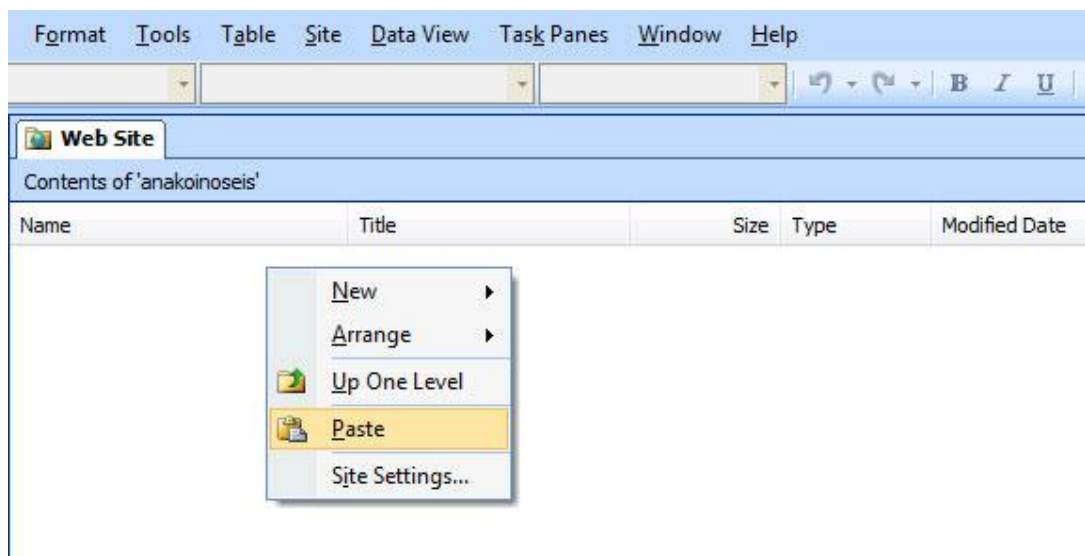 Format Tools Table Site Data View Task Panes Window Help
B I U
Web Site
Contents of 'anakoinoseis'
Name Title Size Type Modified Date
New
Arrange
Up One Level
Paste
Site Settings...